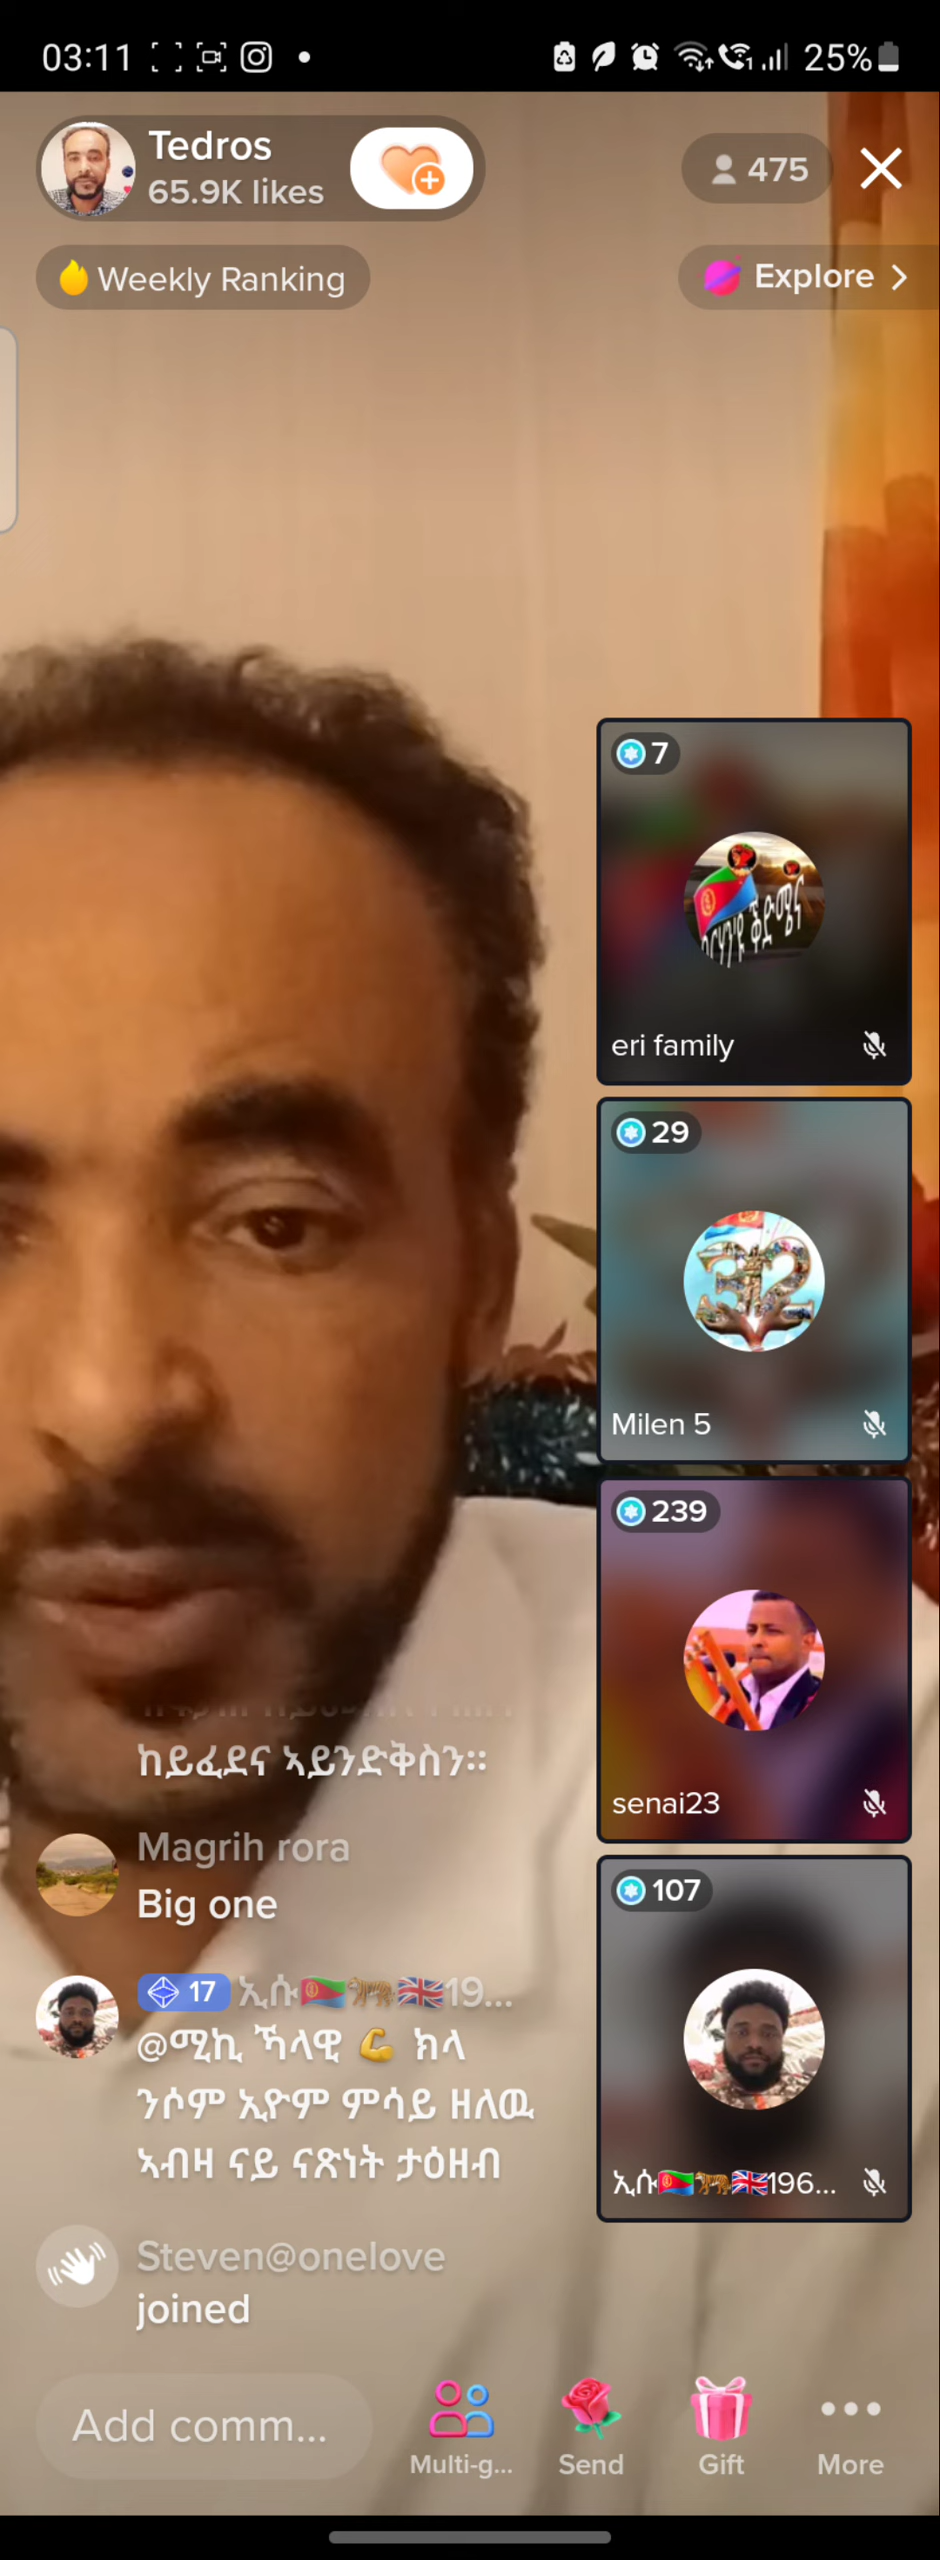 03:11
25%
Tedros
65.9K likes
475
Weekly Ranking
Explore
7
eri family
29
32
Milen 5
239
senai23
107
ኢሱ🇪🇷🐅🇬🇧196...
ከይፈደና ኣይንድቅስን።
Magrih rora
Big one
17 ኢሱ🇪🇷🐅🇬🇧19...
@ሚኪ ኻላዊ 💪 ክላ
ንሶም ኢዮም ምሳይ ዘለዉ
ኣብዛ ናይ ናጽነት ታዕዘብ
Steven@onelove
joined
Add comm...
Multi-g...
Send
Gift
More